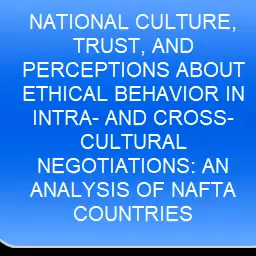 NATIONAL CULTURE,
TRUST, AND
PERCEPTIONS ABOUT
ETHICAL BEHAVIOR IN
INTRA- AND CROSS-
CULTURAL
NEGOTIATIONS: AN
ANALYSIS OF NAFTA
COUNTRIES